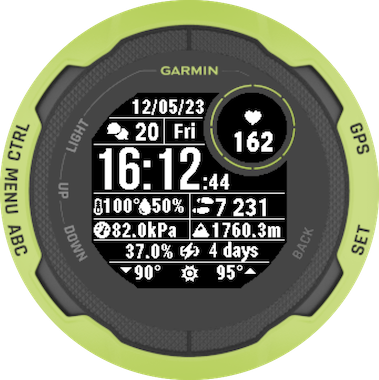 GARMIN
12/05/23
20 Fri
162
16:12:44
100° 50% 7 231
82.0kPa 1760.3m
37.0% 4 days
90° 95°
LIGHT
UP
DOWN
BACK
CTRL
MENU
ABC
GPS
SET